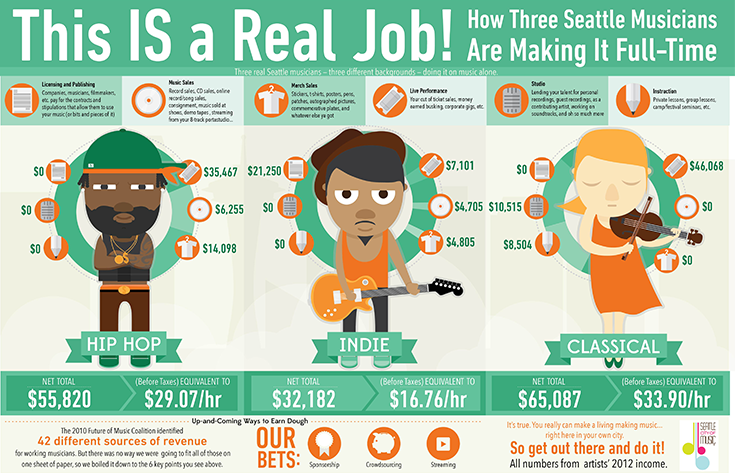 This IS a Real Job!
How Three Seattle Musicians
Are Making It Full-Time
Three real Seattle musicians – three different backgrounds – doing it on music alone.
Licensing and Publishing
Companies, musicians, filmmakers,
etc. pay for the contracts and
stipulations that allow them to use
your music (or bits and pieces of it)
Music Sales
Record sales, CD sales, online
record/song sales,
consignment, music sold at
shows, demo tapes, streaming
from your 8-track portastudio...
Merch Sales
Stickers, t-shirts, posters, pens,
patches, autographed pictures,
commemorative plates, and
whatever else ya got
Live Performance
Your cut of ticket sales, money
earned busking, corporate gigs, etc.
Studio
Lending your talent for personal
recordings, guest recordings, as a
contributing artist, working on
soundtracks, and oh so much more
Instruction
Private lessons, group lessons,
camp/festival seminars, etc.
$0
$35,467
$0
$6,255
$0
$14,098
HIP HOP
$21,250
$7,101
$0
$4,705
$0
$4,805
INDIE
$0
$46,068
$10,515
$0
$8,504
$0
CLASSICAL
NET TOTAL
$55,820
(Before Taxes) EQUIVALENT TO
$29.07/hr
NET TOTAL
$32,182
(Before Taxes) EQUIVALENT TO
$16.76/hr
NET TOTAL
$65,087
(Before Taxes) EQUIVALENT TO
$33.90/hr
The 2010 Future of Music Coalition identified
42 different sources of revenue
for working musicians. But there was no way we were going to fit all of those on
one sheet of paper, so we boiled it down to the 6 key points you see above.
Up-and-Coming Ways to Earn Dough
OUR
BETS:
Sponsorship
Crowdsourcing
Streaming
It's true. You really can make a living making music...
right here in your own city.
So get out there and do it!
All numbers from artists' 2012 income.
SEATTLE
CITY OF
MUSIC